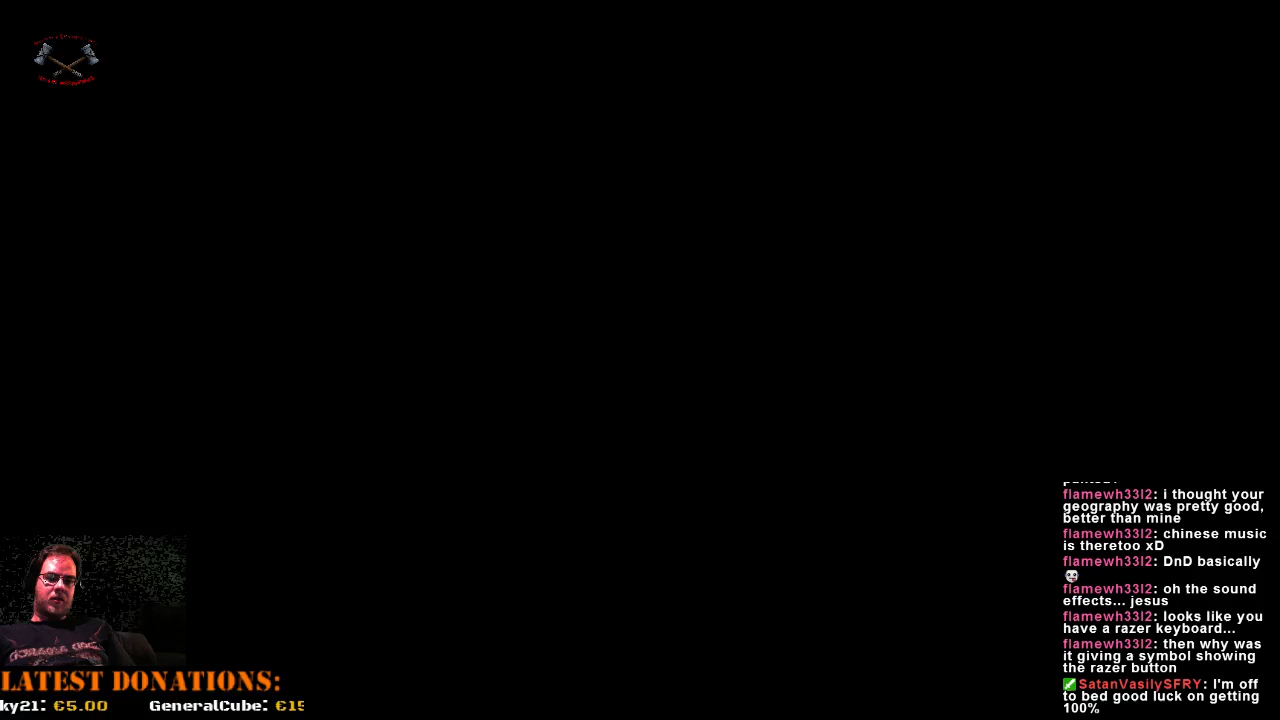 flamewh33l2: i thought your
geography was pretty good,
better than mine
flamewh33l2: chinese music
is theretoo xD
flamewh33l2: DnD basically
flamewh33l2: oh the sound
effects... jesus
flamewh33l2: looks like you
have a razer keyboard...
flamewh33l2: then why was
it giving a symbol showing
the razer button
SatanVasilySFRY: I'm off
to bed good luck on getting
100%
LATEST DONATIONS:
ky21: €5.00 GeneralCube: €15